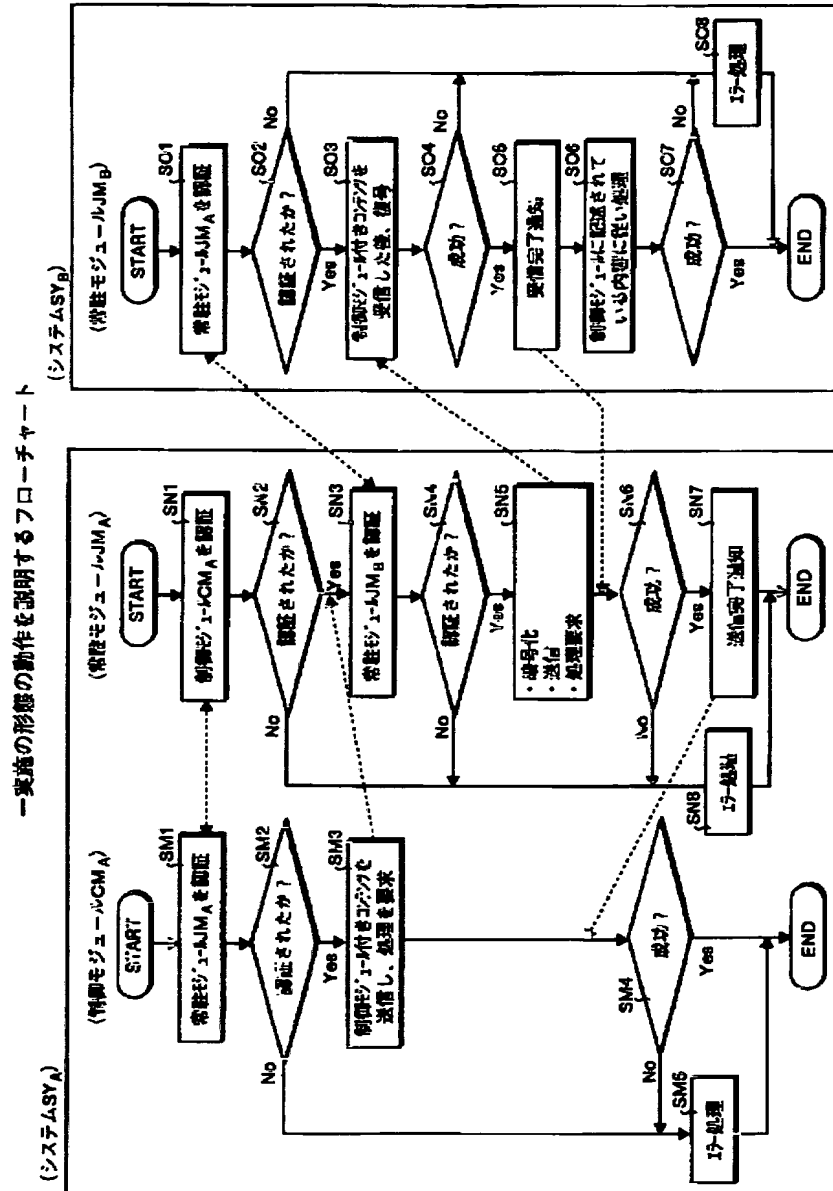 一実施の形態の動作を説明するフローチャート
(システムSYA)
(制御モジュールCMA)
START
SM1
常駐モジュールJMAを認証
SM2
認証されたか?
No
Yes
SM3
制御モジュール付きコンテンツを
送信し、処理を要求
SM4
成功?
No
Yes
SM5
エラー処理
END
(常駐モジュールJMA)
START
SN1
制御モジュールCMAを認証
SN2
認証されたか?
No
Yes
SN3
常駐モジュールJMBを認証
SN4
認証されたか?
No
Yes
SN5
・暗号化
・送信
・処理要求
SN6
成功?
No
Yes
SN7
送信完了通知
SN8
エラー処理
END
(システムSYB)
(常駐モジュールJMB)
START
SO1
常駐モジュールJMAを認証
SO2
認証されたか?
No
Yes
SO3
制御モジュール付きコンテンツを
受信した後、復号
SO4
成功?
No
Yes
SO5
受信完了通知
SO6
制御モジュールに記述されて
いる内容に従い処理
SO7
成功?
No
Yes
SO8
エラー処理
END